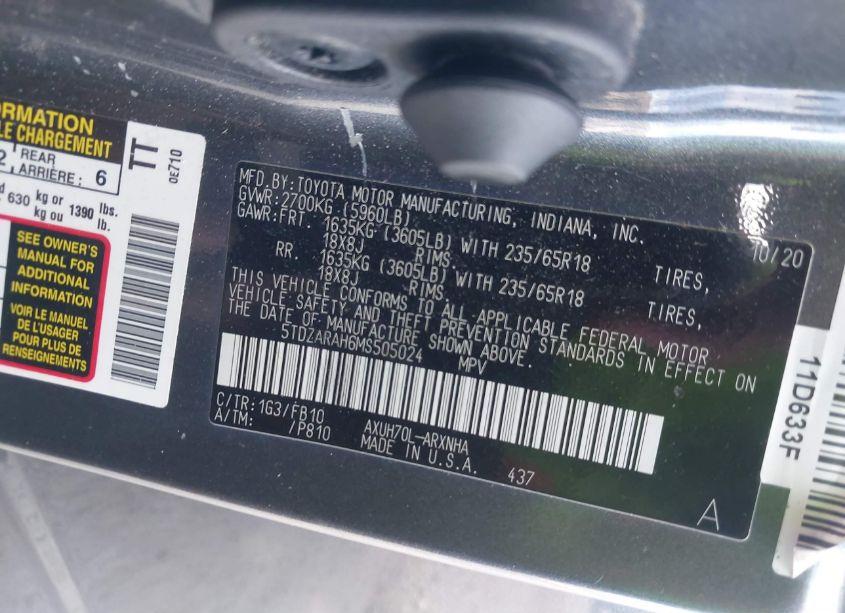 ORMATION
LE CHARGEMENT
2 REAR
ARRIÈRE : 6
TT
0E710
kg or 1390 lbs.
630 kg ou lb.
SEE OWNER'S
MANUAL FOR
ADDITIONAL
INFORMATION
VOIR LE MANUEL
DE L'USAGER
POUR PLUS DE
RENSEIGNEMENTS
MFD.BY:TOYOTA MOTOR MANUFACTURING, INDIANA, INC.
GVWR:2700KG (5960LB) 10/20
GAWR:FRT. 1635KG (3605LB) WITH 235/65R18 TIRES,
18X8J RIMS.
RR. 1635KG (3605LB) WITH 235/65R18 TIRES,
18X8J RIMS.
THIS VEHICLE CONFORMS TO ALL APPLICABLE FEDERAL MOTOR
VEHICLE SAFETY AND THEFT PREVENTION STANDARDS IN EFFECT ON
THE DATE OF MANUFACTURE SHOWN ABOVE.
5TDZARAH6MS505024 MPV
C/TR:1G3/FB10 AXUH70L-ARXNHA
A/TM: /P810 MADE IN U.S.A. 437
A
11D633F